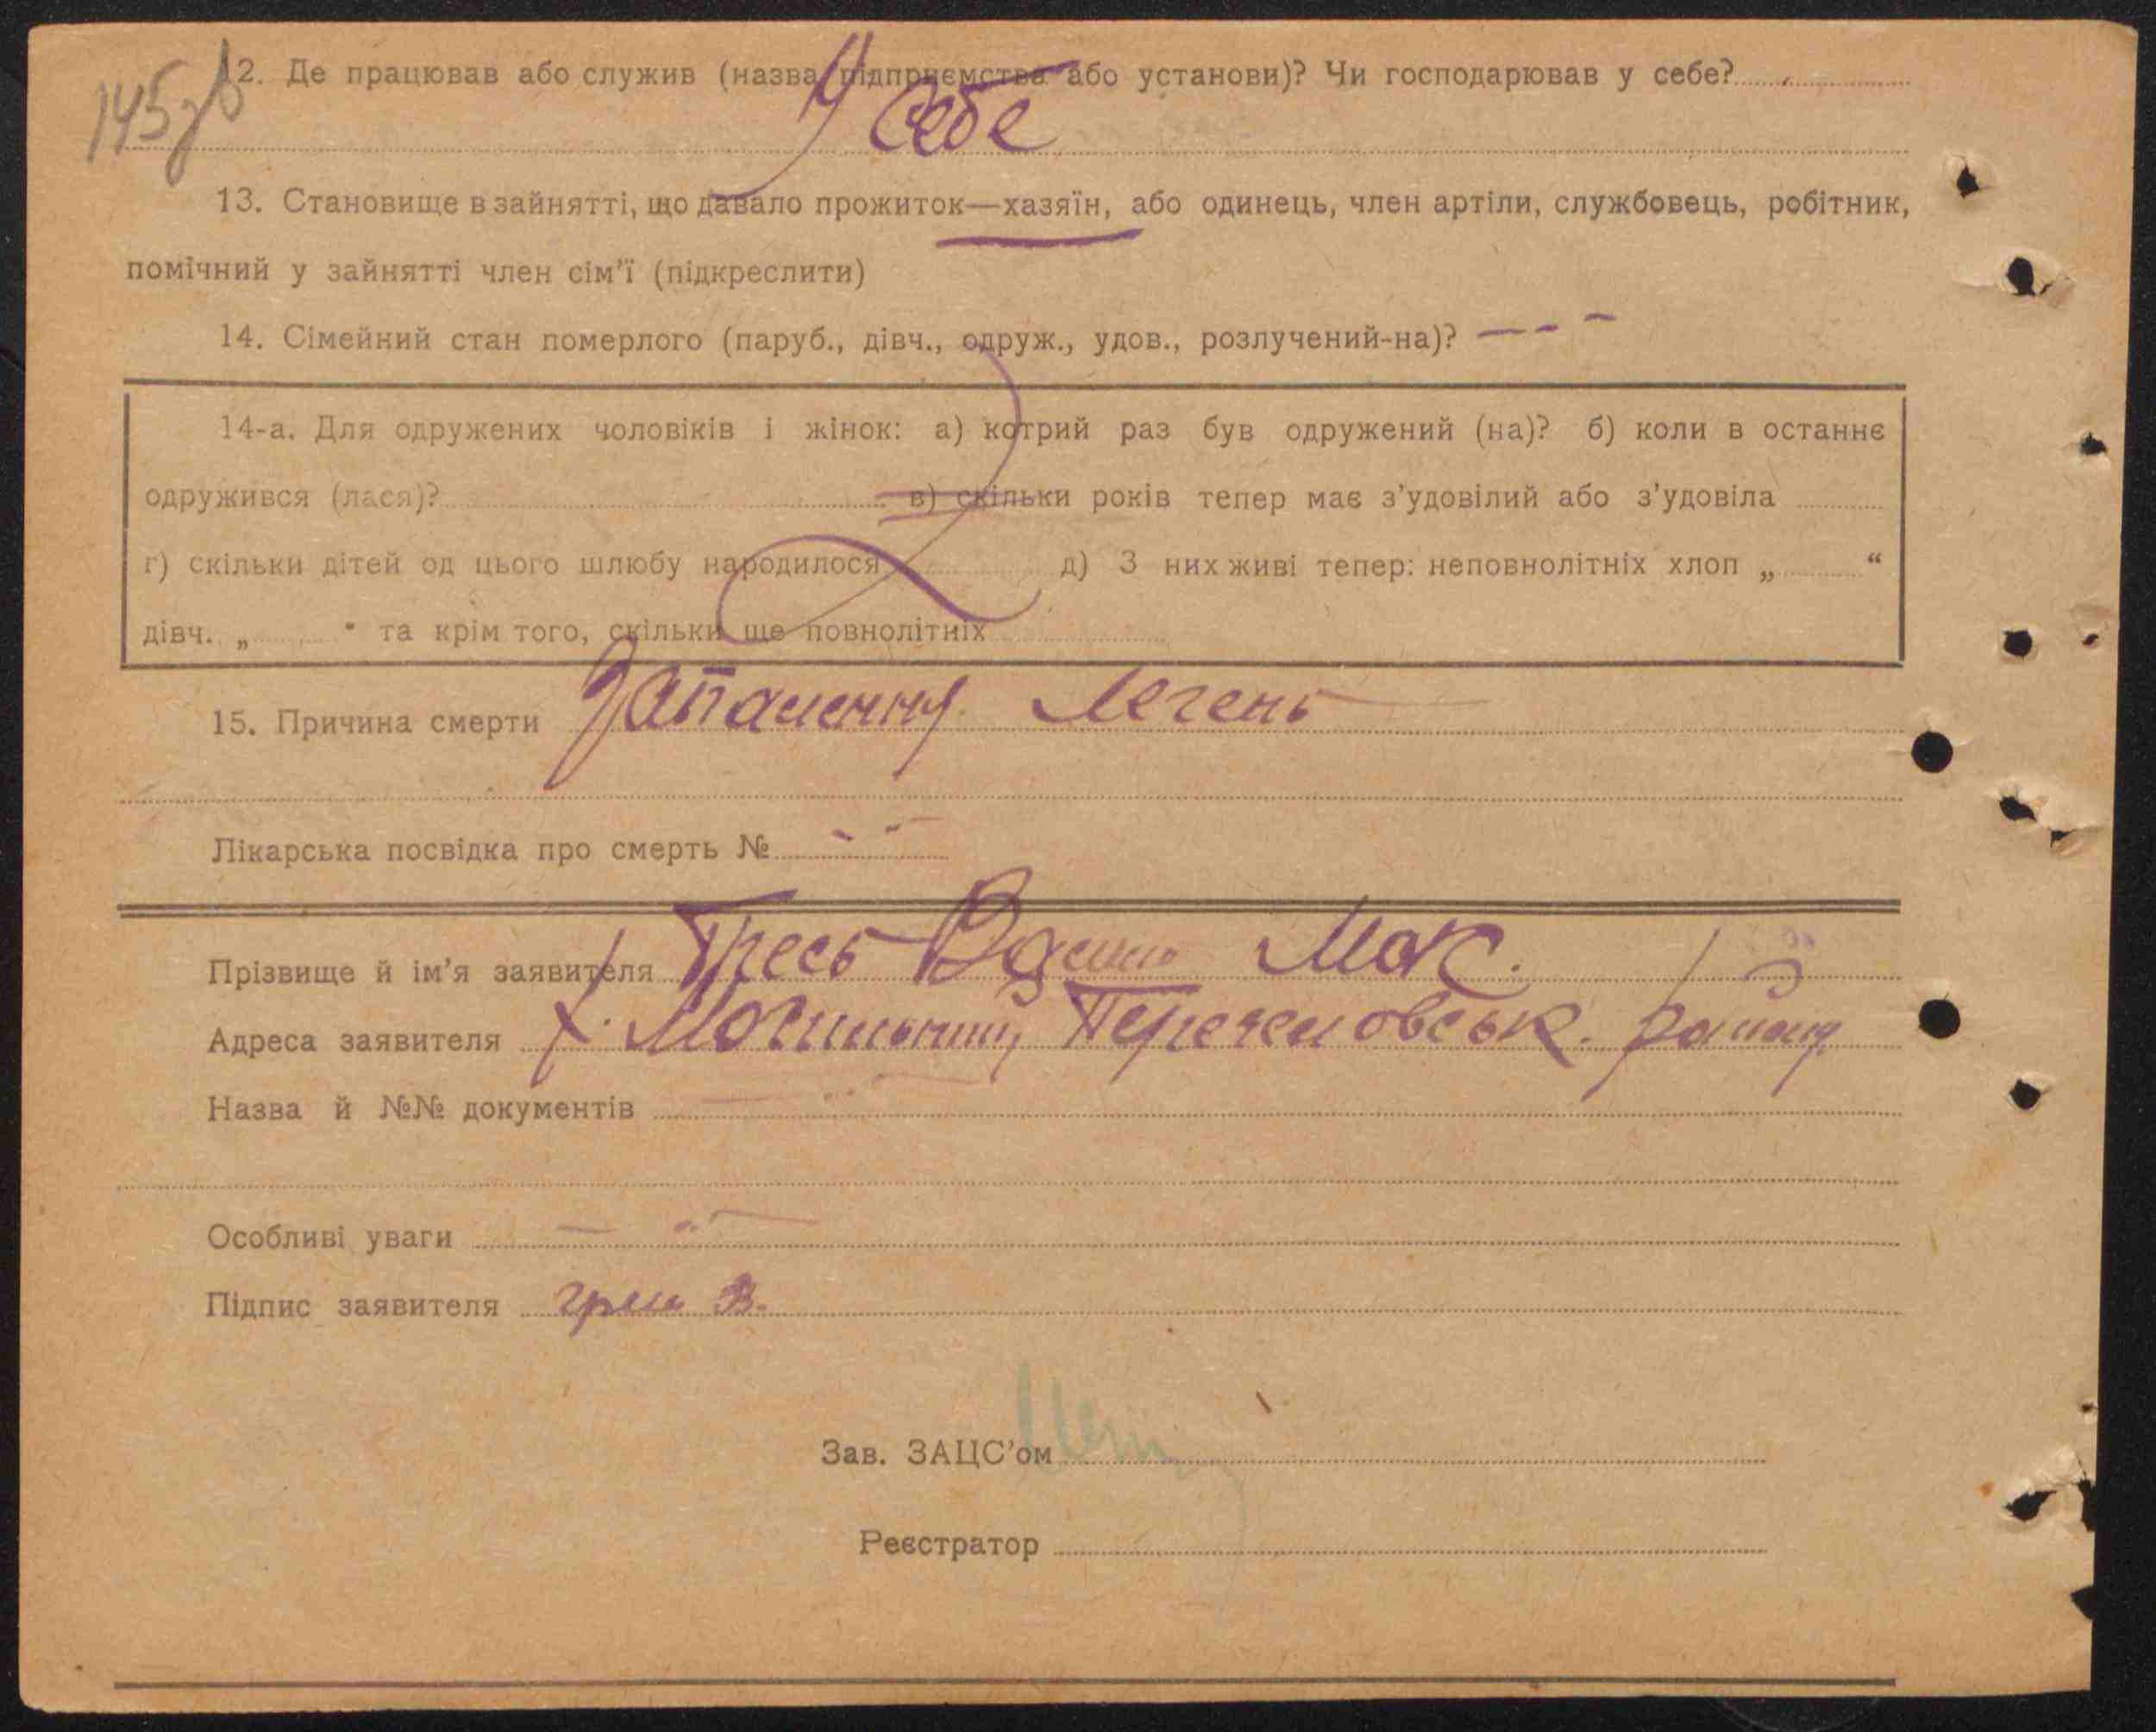 145зв
12. Де працював або служив (назва підприємства або установи)? Чи господарював у себе?
У себе
13. Становище в зайнятті, що давало прожиток—хазяїн, або одинець, член артіли, службовець, робітник,
помічний у зайнятті член сім’ї (підкреслити)
14. Сімейний стан померлого (паруб., дівч., одруж., удов., розлучений-на)? – – –
14-а. Для одружених чоловіків і жінок: а) котрий раз був одружений (на)? б) коли в останнє
одружився (лася)? в) скільки років тепер має з’удовілий або з’удовіла
г) скільки дітей од цього шлюбу народилося д) З них живі тепер: неповнолітніх хлоп „ “
дівч. „ “ та крім того, скільки ще повнолітніх
15. Причина смерти Запалення легень
Лікарська посвідка про смерть №
Прізвище й ім’я заявителя Гресь Мак.
Адреса заявителя х. район
Назва й №№ документів
Особливі уваги
Підпис заявителя В.
Зав. ЗАЦС’ом
Реєстратор